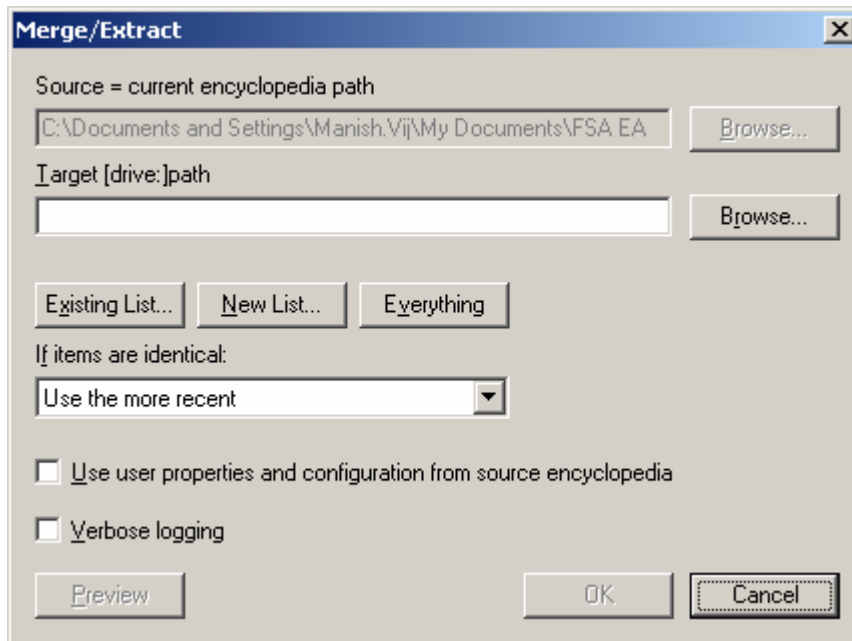 Merge/Extract
Source = current encyclopedia path
C:\Documents and Settings\Manish.Vij\My Documents\FSA EA
Browse...
Target [drive:]path
Browse...
Existing List... New List... Everything
If items are identical:
Use the more recent
Use user properties and configuration from source encyclopedia
Verbose logging
Preview OK Cancel